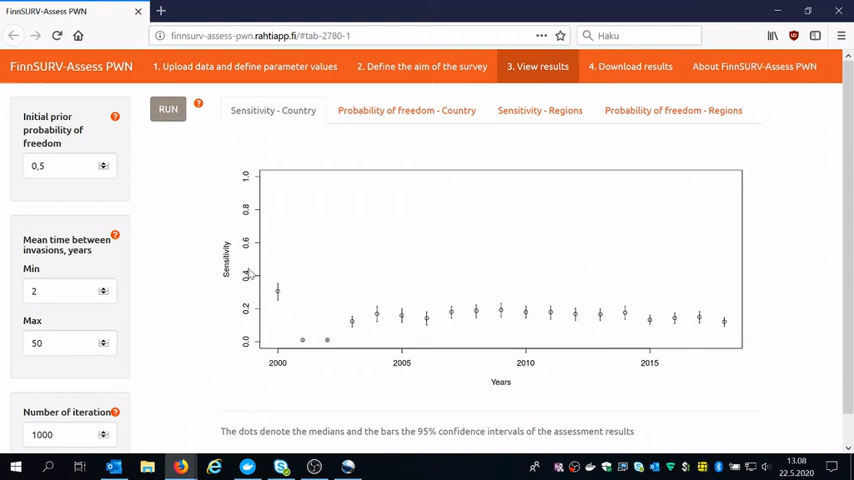 FinnSURV-Assess PWN
finnsurv-assess-pwn.rahtiapp.fi/#tab-2780-1
Haku
FinnSURV-Assess PWN
1. Upload data and define parameter values
2. Define the aim of the survey
3. View results
4. Download results
About FinnSURV-Assess PWN
Initial prior
probability of
freedom
?
0,5
Mean time between
invasions, years
?
Min
2
Max
50
Number of iteration
?
1000
RUN
?
Sensitivity - Country
Probability of freedom - Country
Sensitivity - Regions
Probability of freedom - Regions
Sensitivity
1.0
0.8
0.6
0.4
0.2
0.0
2000
2005
2010
2015
Years
The dots denote the medians and the bars the 95% confidence intervals of the assessment results
13.08
22.5.2020